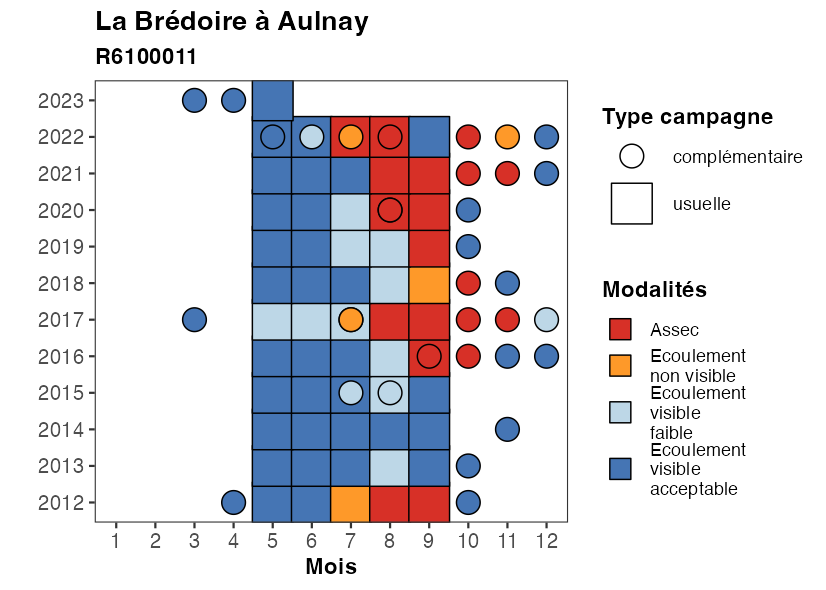 La Brédoire à Aulnay
R6100011
2023
2022
2021
2020
2019
2018
2017
2016
2015
2014
2013
2012
1 2 3 4 5 6 7 8 9 10 11 12
Mois
Type campagne
complémentaire
usuelle
Modalités
Assec
Ecoulement
non visible
Ecoulement
visible
faible
Ecoulement
visible
acceptable